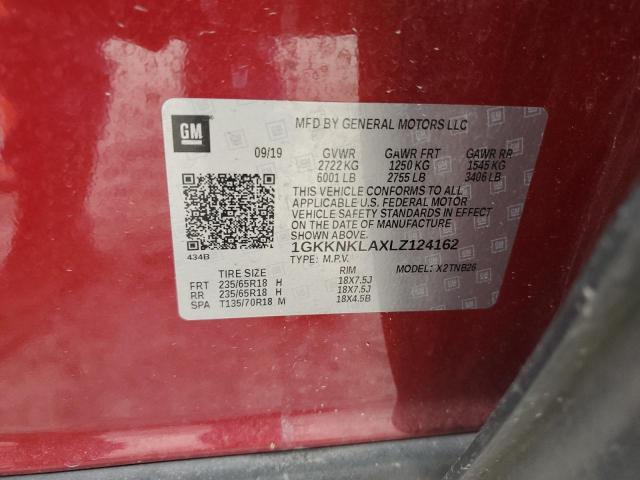 GM
MFD BY GENERAL MOTORS LLC
09/19 GVWR GAWR FRT GAWR RR
2722 KG 1250 KG 1545 KG
6001 LB 2755 LB 3406 LB
THIS VEHICLE CONFORMS TO ALL
APPLICABLE U.S. FEDERAL MOTOR
VEHICLE SAFETY STANDARDS IN EFFECT
ON THE DATE OF MANUFACTURE
SHOWN ABOVE.
1GKKNKLAXLZ124162
434B
TYPE: M.P.V. MODEL: X2TNB26
TIRE SIZE RIM
FRT 235/65R18 H 18X7.5J
RR 235/65R18 H 18X7.5J
SPA T135/70R18 M 18X4.5B